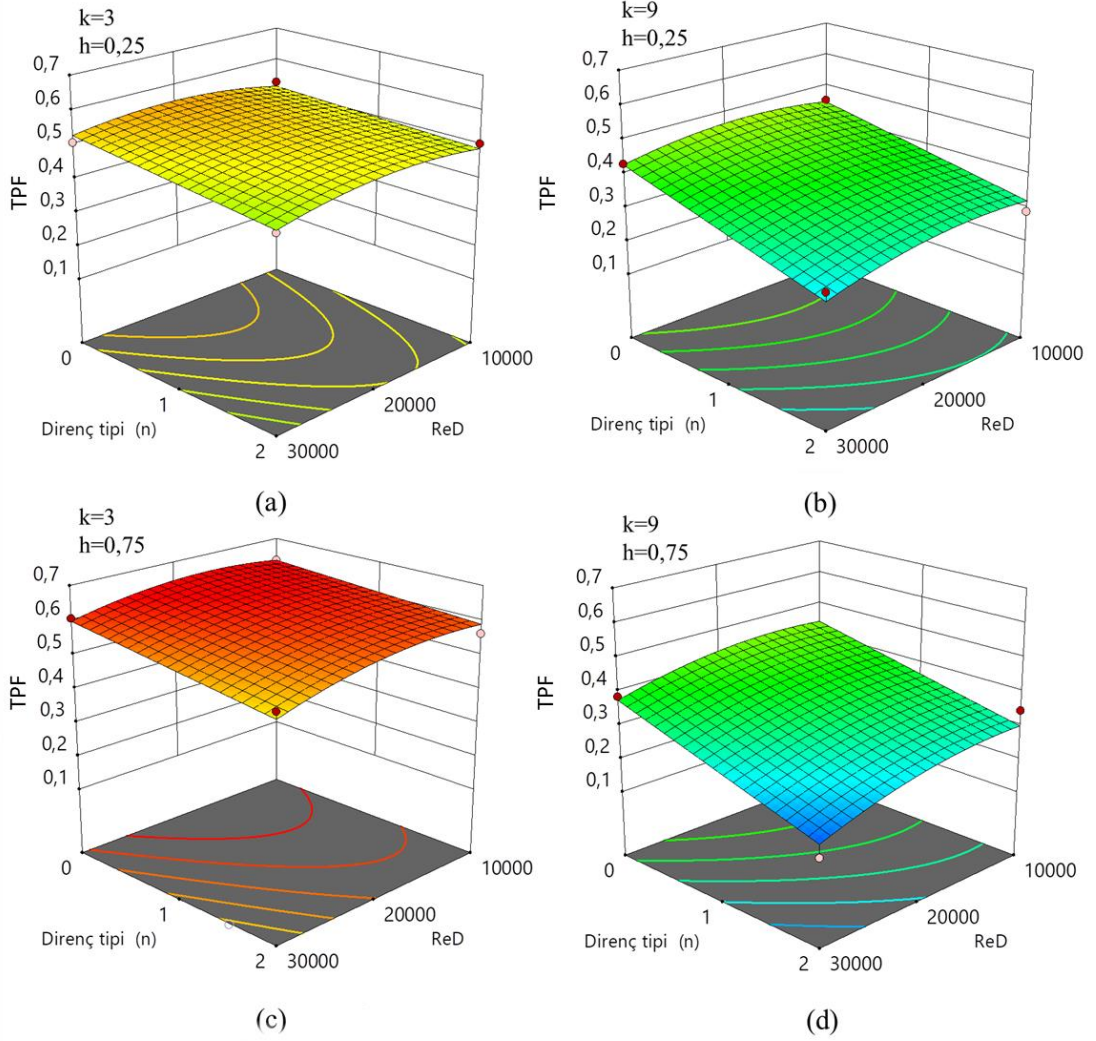 k=3
h=0,25
0,7
0,6
0,5
0,4
0,3
0,2
0,1
TPF
0
1
2
Direnç tipi (n)
30000
20000
10000
ReD
(a)
k=9
h=0,25
0,7
0,6
0,5
0,4
0,3
0,2
0,1
TPF
0
1
2
Direnç tipi (n)
30000
20000
10000
ReD
(b)
k=3
h=0,75
0,7
0,6
0,5
0,4
0,3
0,2
0,1
TPF
0
1
2
Direnç tipi (n)
30000
20000
10000
ReD
(c)
k=9
h=0,75
0,7
0,6
0,5
0,4
0,3
0,2
0,1
TPF
0
1
2
Direnç tipi (n)
30000
20000
10000
ReD
(d)